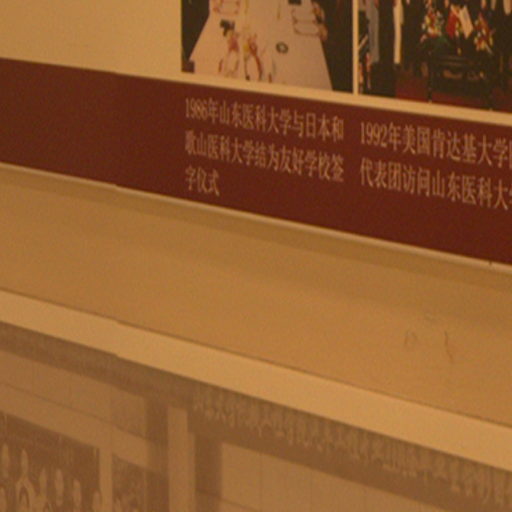 1986年山东医科大学与日本和
歌山医科大学结为友好学校签
字仪式
1992年美国肯达基大学
代表团访问山东医科大